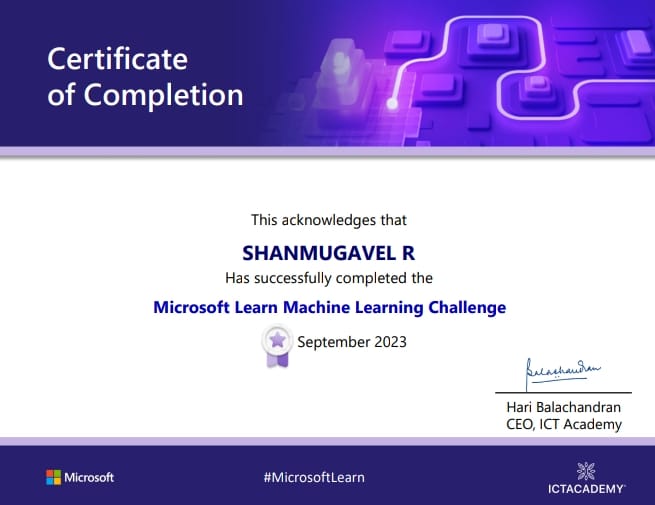 Certificate
of Completion
This acknowledges that
SHANMUGAVEL R
Has successfully completed the
Microsoft Learn Machine Learning Challenge
September 2023
Balachandran
Hari Balachandran
CEO, ICT Academy
Microsoft
#MicrosoftLearn
ICTACADEMY